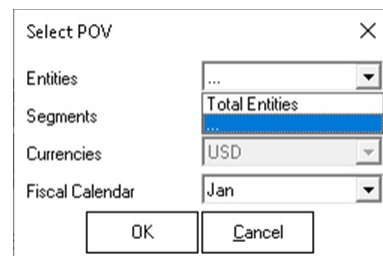 Select POV
Entities ...
Total Entities
Segments ...
Currencies USD
Fiscal Calendar Jan
OK Cancel